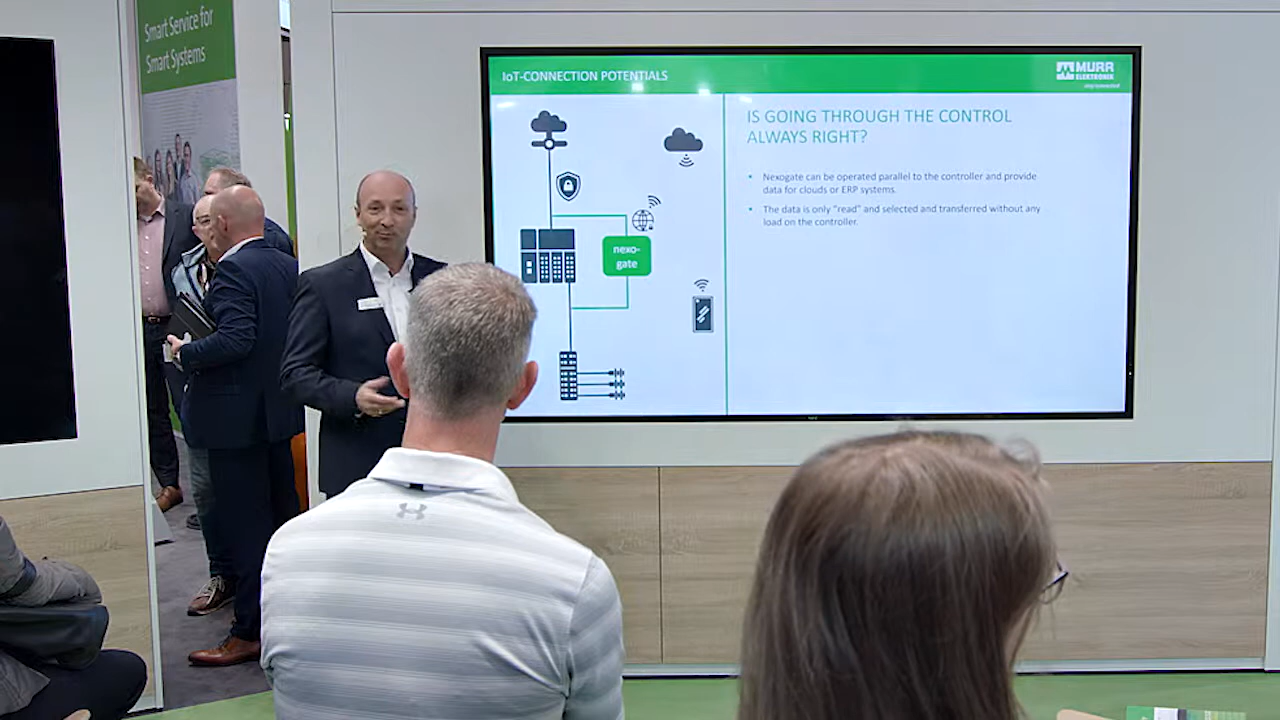 Smart Service for
Smart Systems
IoT-CONNECTION POTENTIALS
MURR
ELEKTRONIK
stay connected
IS GOING THROUGH THE CONTROL
ALWAYS RIGHT?
• Nexogate can be operated parallel to the controller and provide
data for clouds or ERP systems.
• The data is only "read" and selected and transferred without any
load on the controller.
nexo-
gate